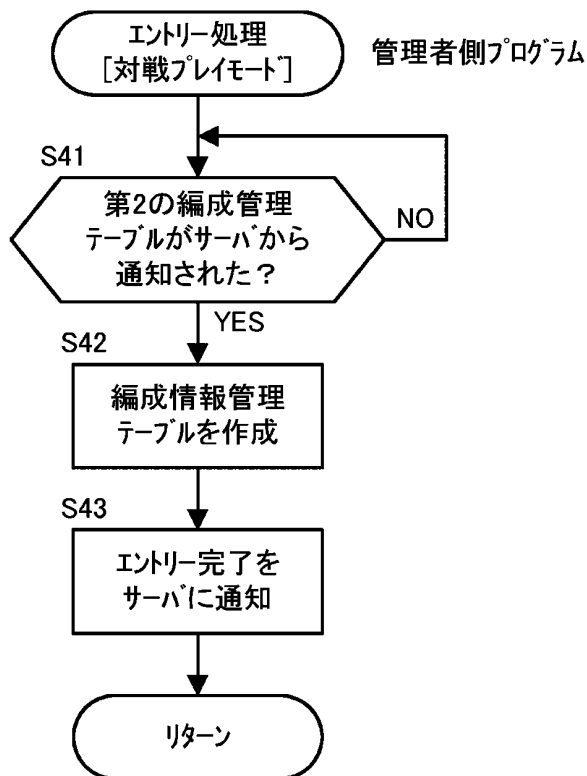 エントリー処理
[対戦プレイモード]
管理者側プログラム
S41
第2の編成管理
テーブルがサーバから
通知された？
NO
YES
S42
編成情報管理
テーブルを作成
S43
エントリー完了を
サーバに通知
リターン